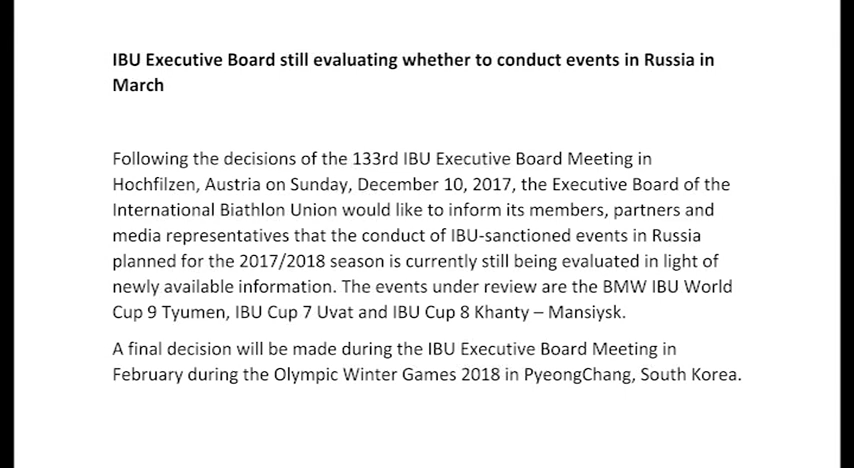 IBU Executive Board still evaluating whether to conduct events in Russia in
March
Following the decisions of the 133rd IBU Executive Board Meeting in
Hochfilzen, Austria on Sunday, December 10, 2017, the Executive Board of the
International Biathlon Union would like to inform its members, partners and
media representatives that the conduct of IBU-sanctioned events in Russia
planned for the 2017/2018 season is currently still being evaluated in light of
newly available information. The events under review are the BMW IBU World
Cup 9 Tyumen, IBU Cup 7 Uvat and IBU Cup 8 Khanty – Mansiysk.
A final decision will be made during the IBU Executive Board Meeting in
February during the Olympic Winter Games 2018 in PyeongChang, South Korea.